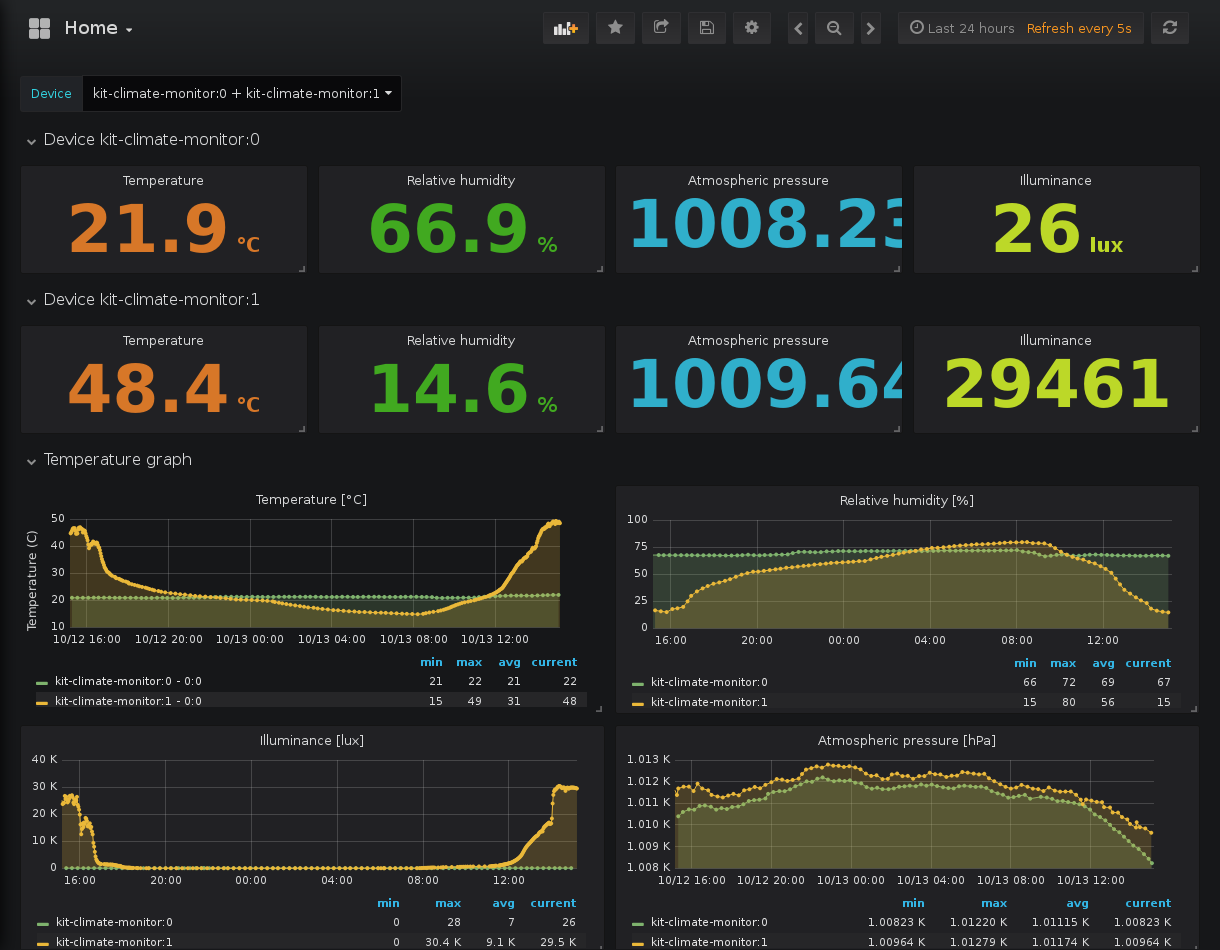 Home
Last 24 hours Refresh every 5s
Device kit-climate-monitor:0 + kit-climate-monitor:1
Device kit-climate-monitor:0
Temperature Relative humidity Atmospheric pressure Illuminance
21.9 °C 66.9 % 1008.23 26 lux
Device kit-climate-monitor:1
Temperature Relative humidity Atmospheric pressure Illuminance
48.4 °C 14.6 % 1009.64 29461
Temperature graph
Temperature [°C]
Temperature (C)
50
40
30
20
10
10/12 16:00 10/12 20:00 10/13 00:00 10/13 04:00 10/13 08:00 10/13 12:00
min max avg current
kit-climate-monitor:0 - 0:0 21 22 21 22
kit-climate-monitor:1 - 0:0 15 49 31 48
Relative humidity [%]
100
75
50
25
0
16:00 20:00 00:00 04:00 08:00 12:00
min max avg current
kit-climate-monitor:0 66 72 69 67
kit-climate-monitor:1 15 80 56 15
Illuminance [lux]
40 K
30 K
20 K
10 K
0
16:00 20:00 00:00 04:00 08:00 12:00
min max avg current
kit-climate-monitor:0 0 28 7 26
kit-climate-monitor:1 0 30.4 K 9.1 K 29.5 K
Atmospheric pressure [hPa]
1.013 K
1.012 K
1.011 K
1.010 K
1.009 K
1.008 K
10/12 16:00 10/12 20:00 10/13 00:00 10/13 04:00 10/13 08:00 10/13 12:00
min max avg current
kit-climate-monitor:0 1.00823 K 1.01220 K 1.01115 K 1.00823 K
kit-climate-monitor:1 1.00964 K 1.01279 K 1.01174 K 1.00964 K